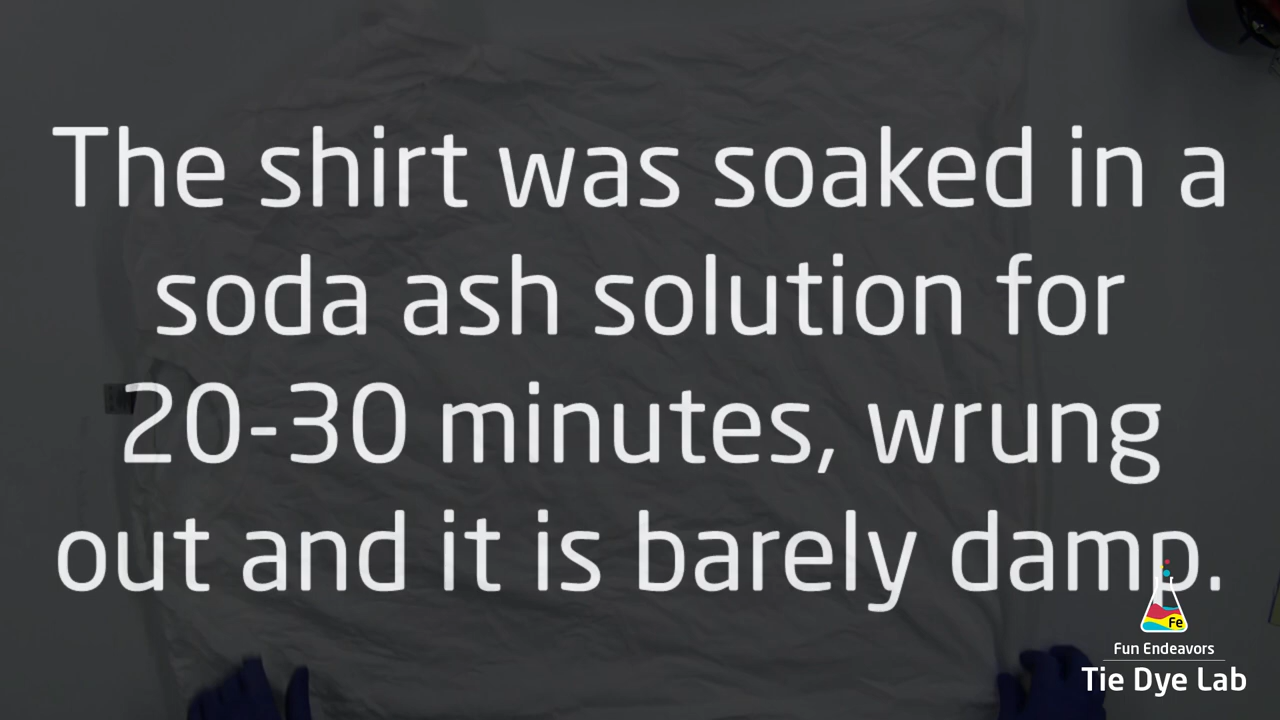 The shirt was soaked in a
soda ash solution for
20-30 minutes, wrung
out and it is barely damp.
Fe
Fun Endeavors
Tie Dye Lab